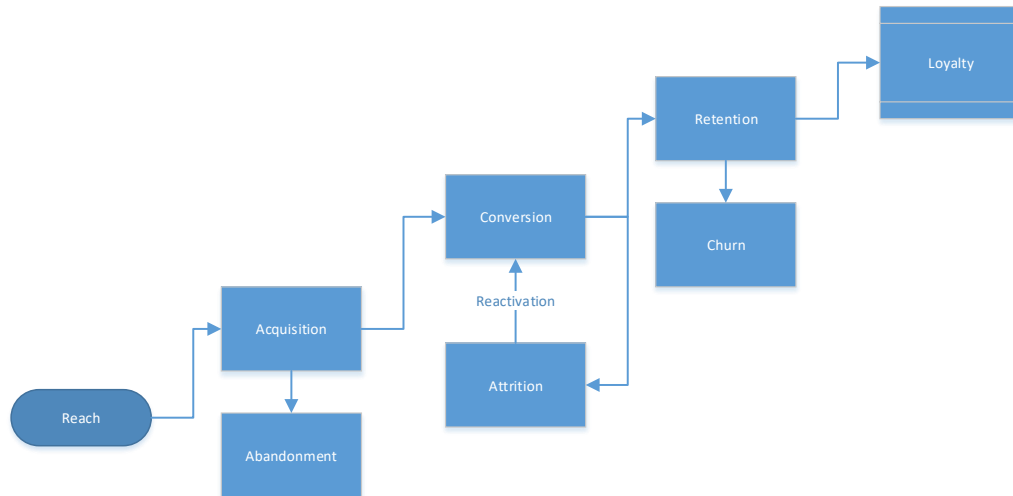 Loyalty
Retention
Conversion
Churn
Reactivation
Acquisition
Attrition
Reach
Abandonment